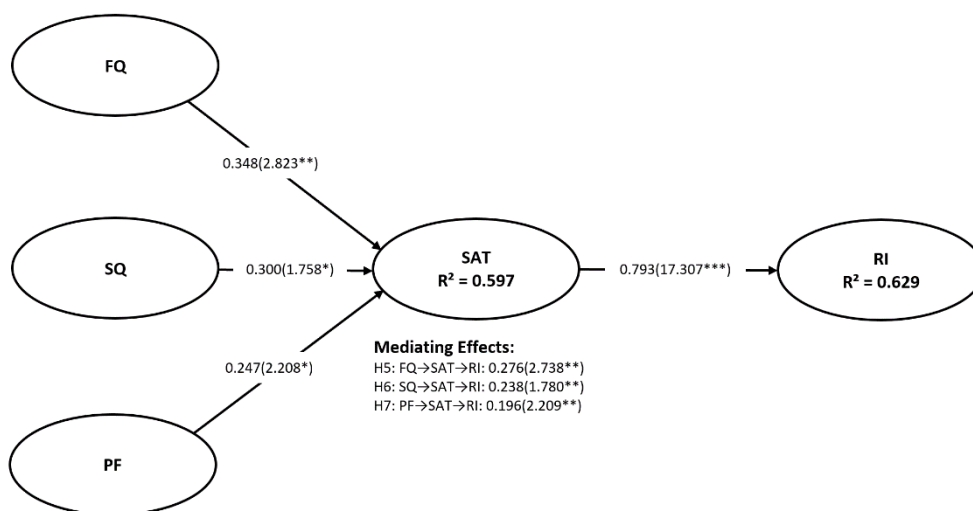 FQ
0.348(2.823**)
SQ
0.300(1.758*)
SAT
R² = 0.597
0.793(17.307***)
RI
R² = 0.629
0.247(2.208*)
Mediating Effects:
H5: FQ→SAT→RI: 0.276(2.738**)
H6: SQ→SAT→RI: 0.238(1.780**)
H7: PF→SAT→RI: 0.196(2.209**)
PF